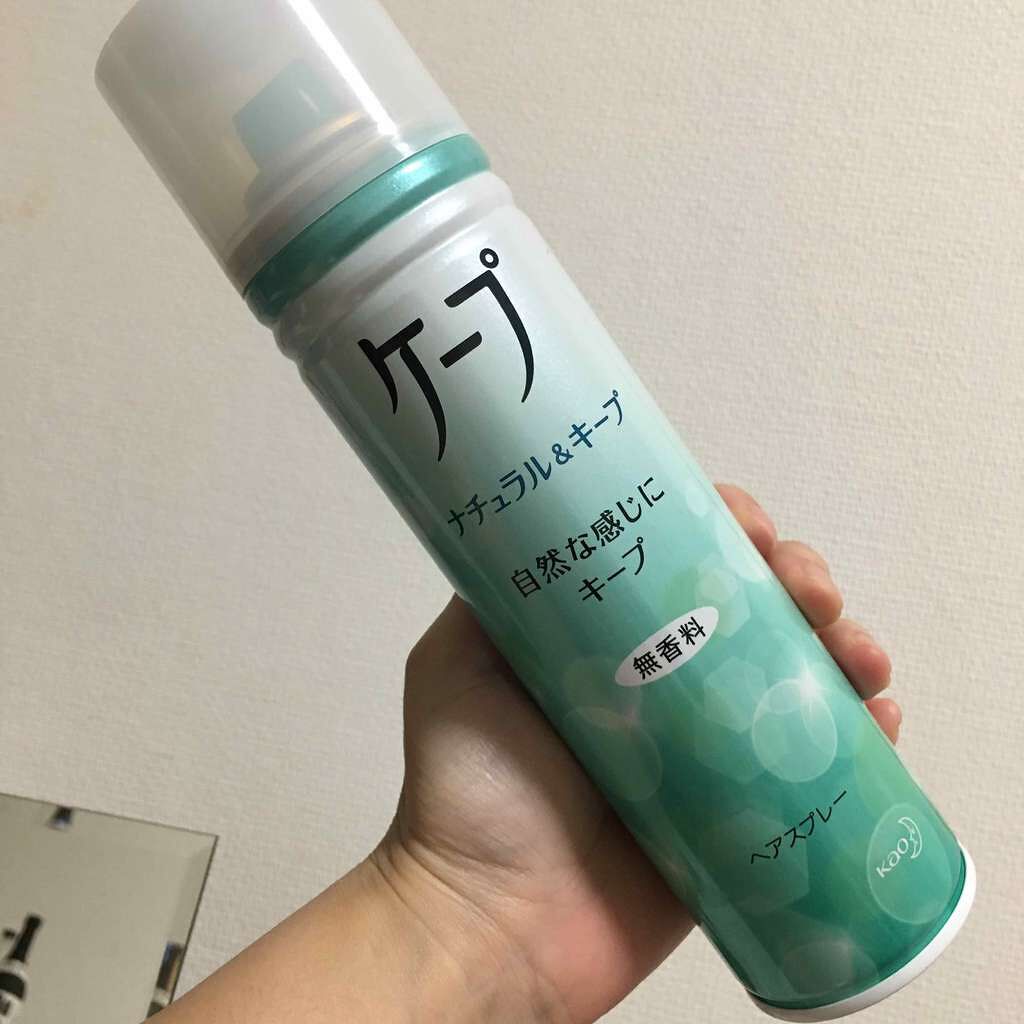 ケープ
ナチュラル&キープ
自然な感じに
キープ
無香料
ヘアスプレー
Kao